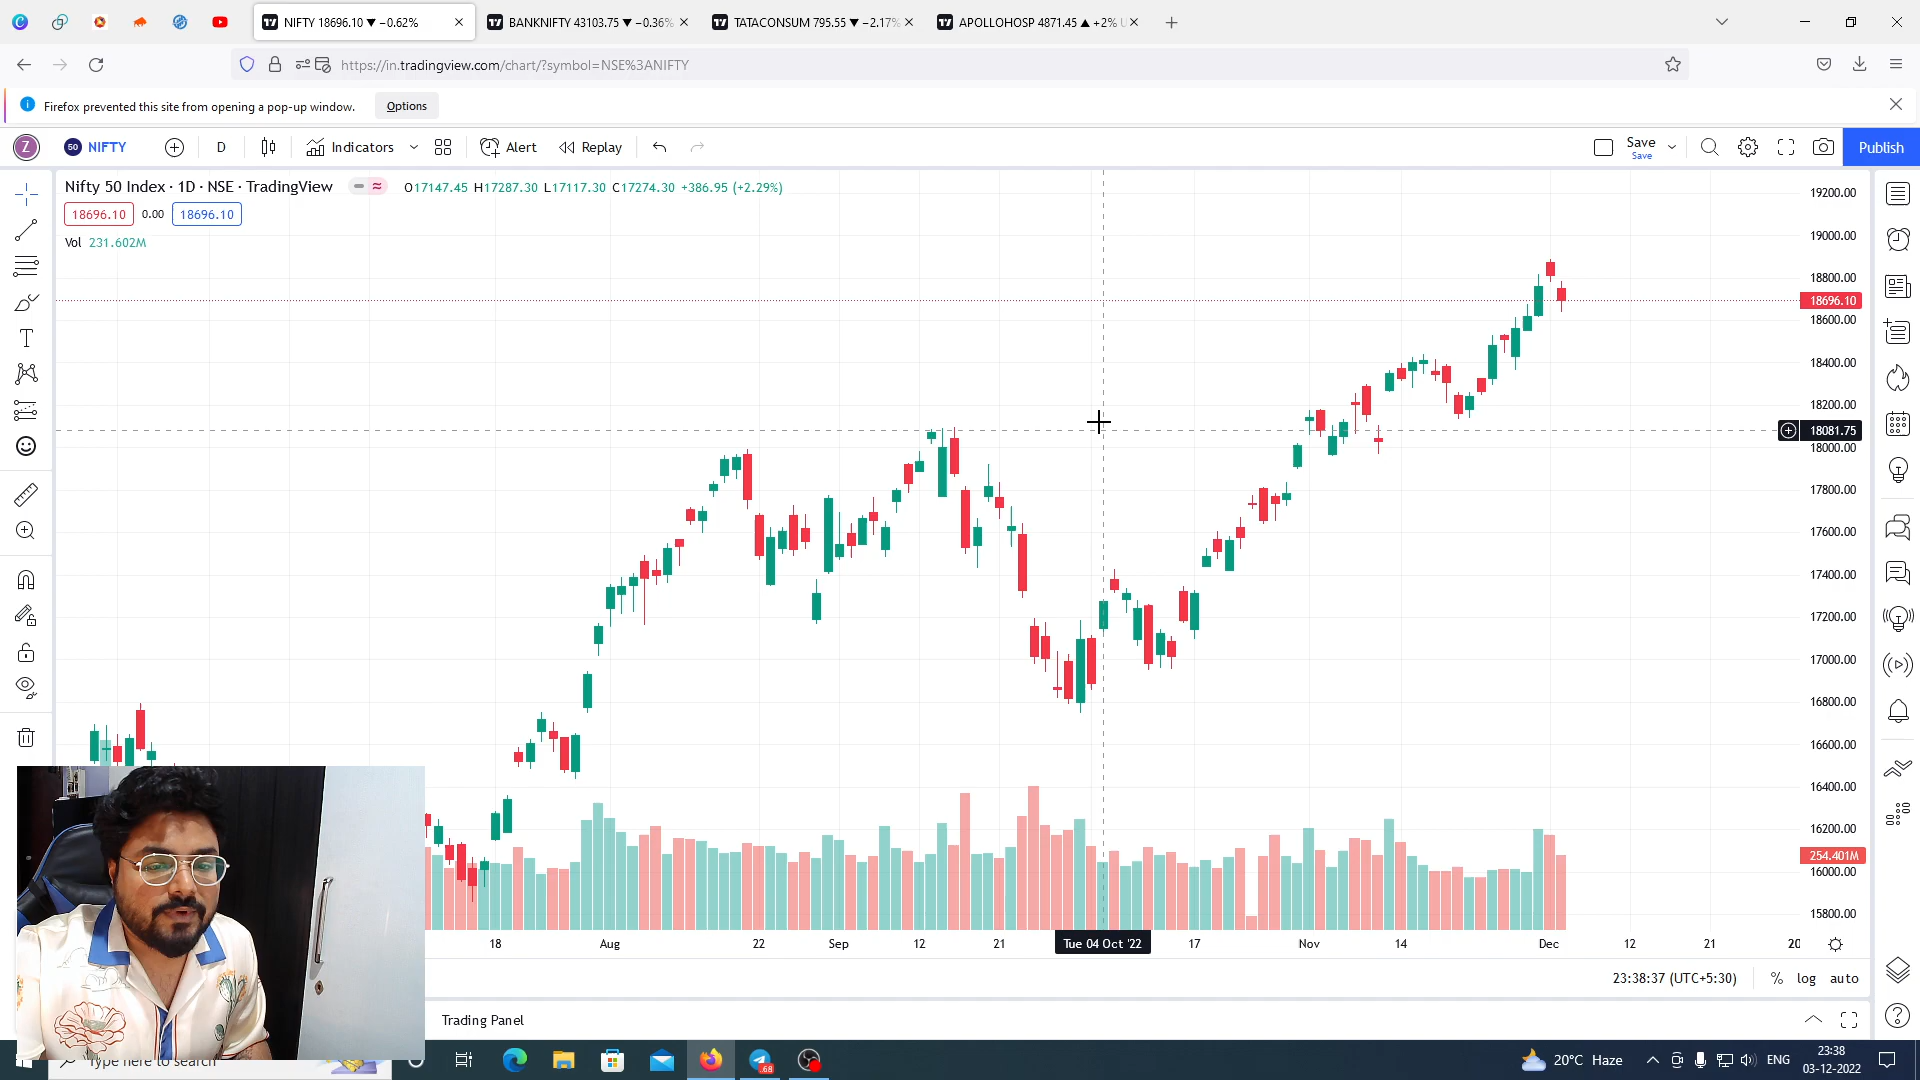 NIFTY 18696.10 ▼ −0.62%
BANKNIFTY 43103.75 ▼ −0.36%
TATACONSUM 795.55 ▼ −2.17%
APOLLOHOSP 4871.45 ▲ +2% U
https://in.tradingview.com/chart/?symbol=NSE%3ANIFTY
Firefox prevented this site from opening a pop-up window.
Options
Z
50 NIFTY
D
Indicators
Alert
Replay
Save
Save
Publish
Nifty 50 Index · 1D · NSE · TradingView
O17147.45 H17287.30 L17117.30 C17274.30 +386.95 (+2.29%)
18696.10 0.00 18696.10
Vol 231.602M
19200.00
19000.00
18800.00
18696.10
18600.00
18400.00
18200.00
18081.75
18000.00
17800.00
17600.00
17400.00
17200.00
17000.00
16800.00
16600.00
16400.00
16200.00
254.401M
16000.00
15800.00
18 Aug 22 Sep 12 21 Tue 04 Oct '22 17 Nov 14 Dec 12 21 20
23:38:37 (UTC+5:30)
% log auto
Trading Panel
Type here to search
.68
20°C Haze
ENG
23:38
03-12-2022